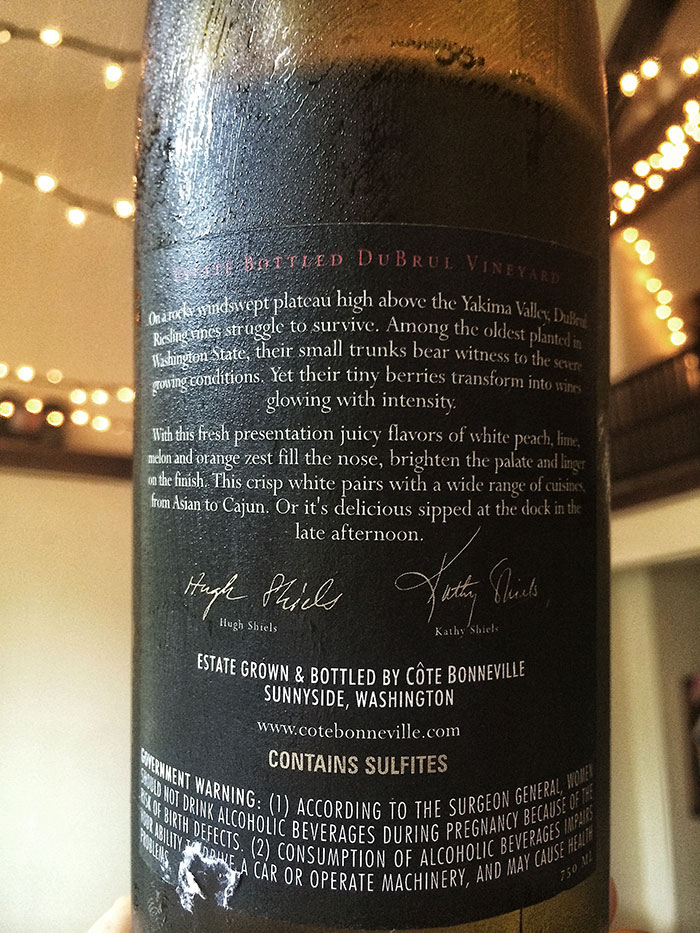 ESTATE BOTTLED DUBRUL VINEYARD
On a rocky windswept plateau high above the Yakima Valley, DuBrul
Riesling vines struggle to survive. Among the oldest planted in
Washington State, their small trunks bear witness to the severe
growing conditions. Yet their tiny berries transform into wines
glowing with intensity.
With this fresh presentation juicy flavors of white peach, lime,
melon and orange zest fill the nose, brighten the palate and linger
on the finish. This crisp white pairs with a wide range of cuisines,
from Asian to Cajun. Or it's delicious sipped at the dock in the
late afternoon.
Hugh Shiels Kathy Shiels
Hugh Shiels Kathy Shiels
ESTATE GROWN & BOTTLED BY CÔTE BONNEVILLE
SUNNYSIDE, WASHINGTON
www.cotebonneville.com
CONTAINS SULFITES
GOVERNMENT WARNING: (1) ACCORDING TO THE SURGEON GENERAL, WOMEN
SHOULD NOT DRINK ALCOHOLIC BEVERAGES DURING PREGNANCY BECAUSE OF THE
RISK OF BIRTH DEFECTS. (2) CONSUMPTION OF ALCOHOLIC BEVERAGES IMPAIRS
YOUR ABILITY TO DRIVE A CAR OR OPERATE MACHINERY, AND MAY CAUSE HEALTH
PROBLEMS.
750 ML